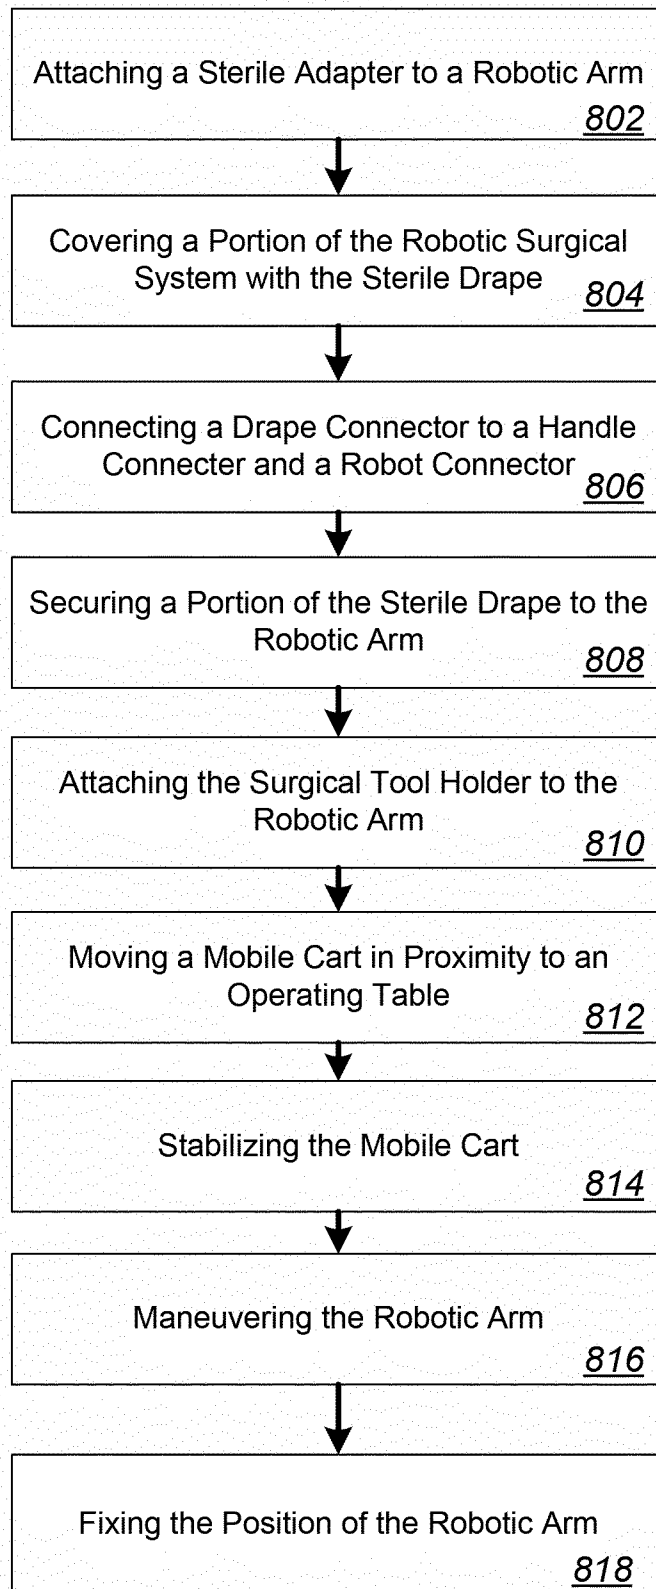 Attaching a Sterile Adapter to a Robotic Arm
802
Covering a Portion of the Robotic Surgical
System with the Sterile Drape
804
Connecting a Drape Connector to a Handle
Connecter and a Robot Connector
806
Securing a Portion of the Sterile Drape to the
Robotic Arm
808
Attaching the Surgical Tool Holder to the
Robotic Arm
810
Moving a Mobile Cart in Proximity to an
Operating Table
812
Stabilizing the Mobile Cart
814
Maneuvering the Robotic Arm
816
Fixing the Position of the Robotic Arm
818